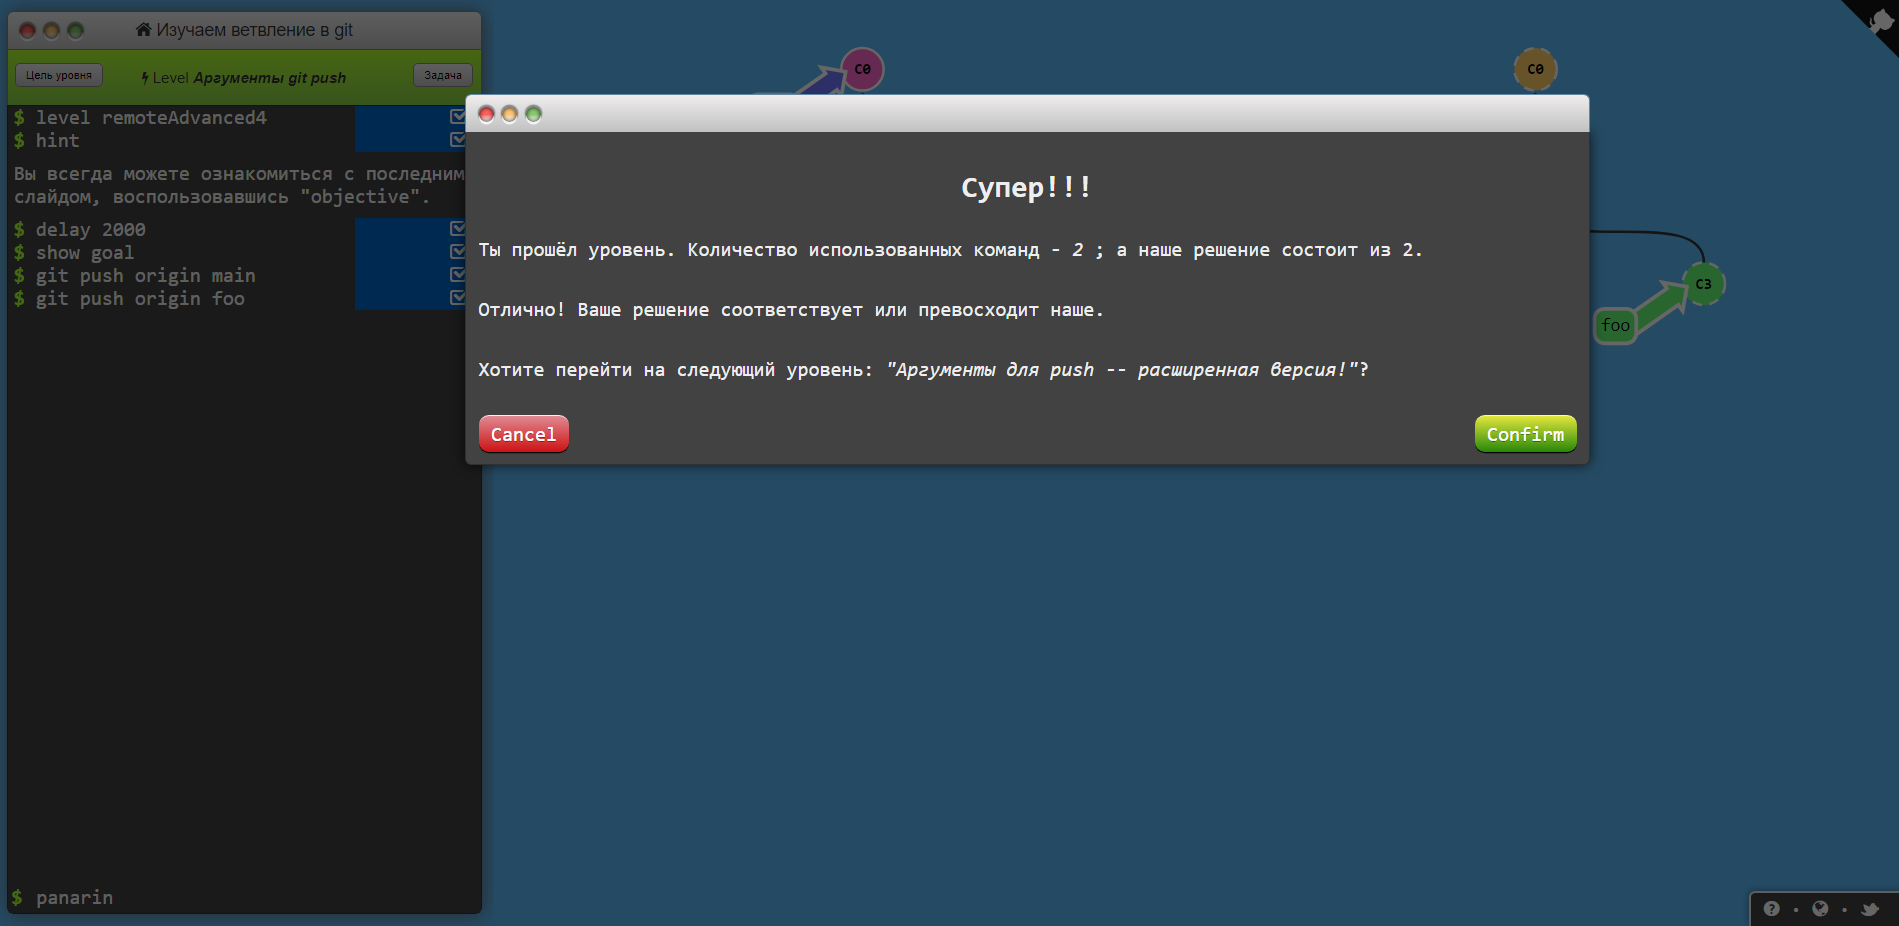 Изучаем ветвление в git
Цель уровня
Level Аргументы git push
Задача
$ level remoteAdvanced4
$ hint
Вы всегда можете ознакомиться с последним
слайдом, воспользовавшись "objective".
$ delay 2000
$ show goal
$ git push origin main
$ git push origin foo
$ panarin
C0
C0
Супер!!!
Ты прошёл уровень. Количество использованных команд - 2 ; а наше решение состоит из 2.
Отлично! Ваше решение соответствует или превосходит наше.
Хотите перейти на следующий уровень: "Аргументы для push -- расширенная версия!"?
Cancel
Confirm
C3
foo